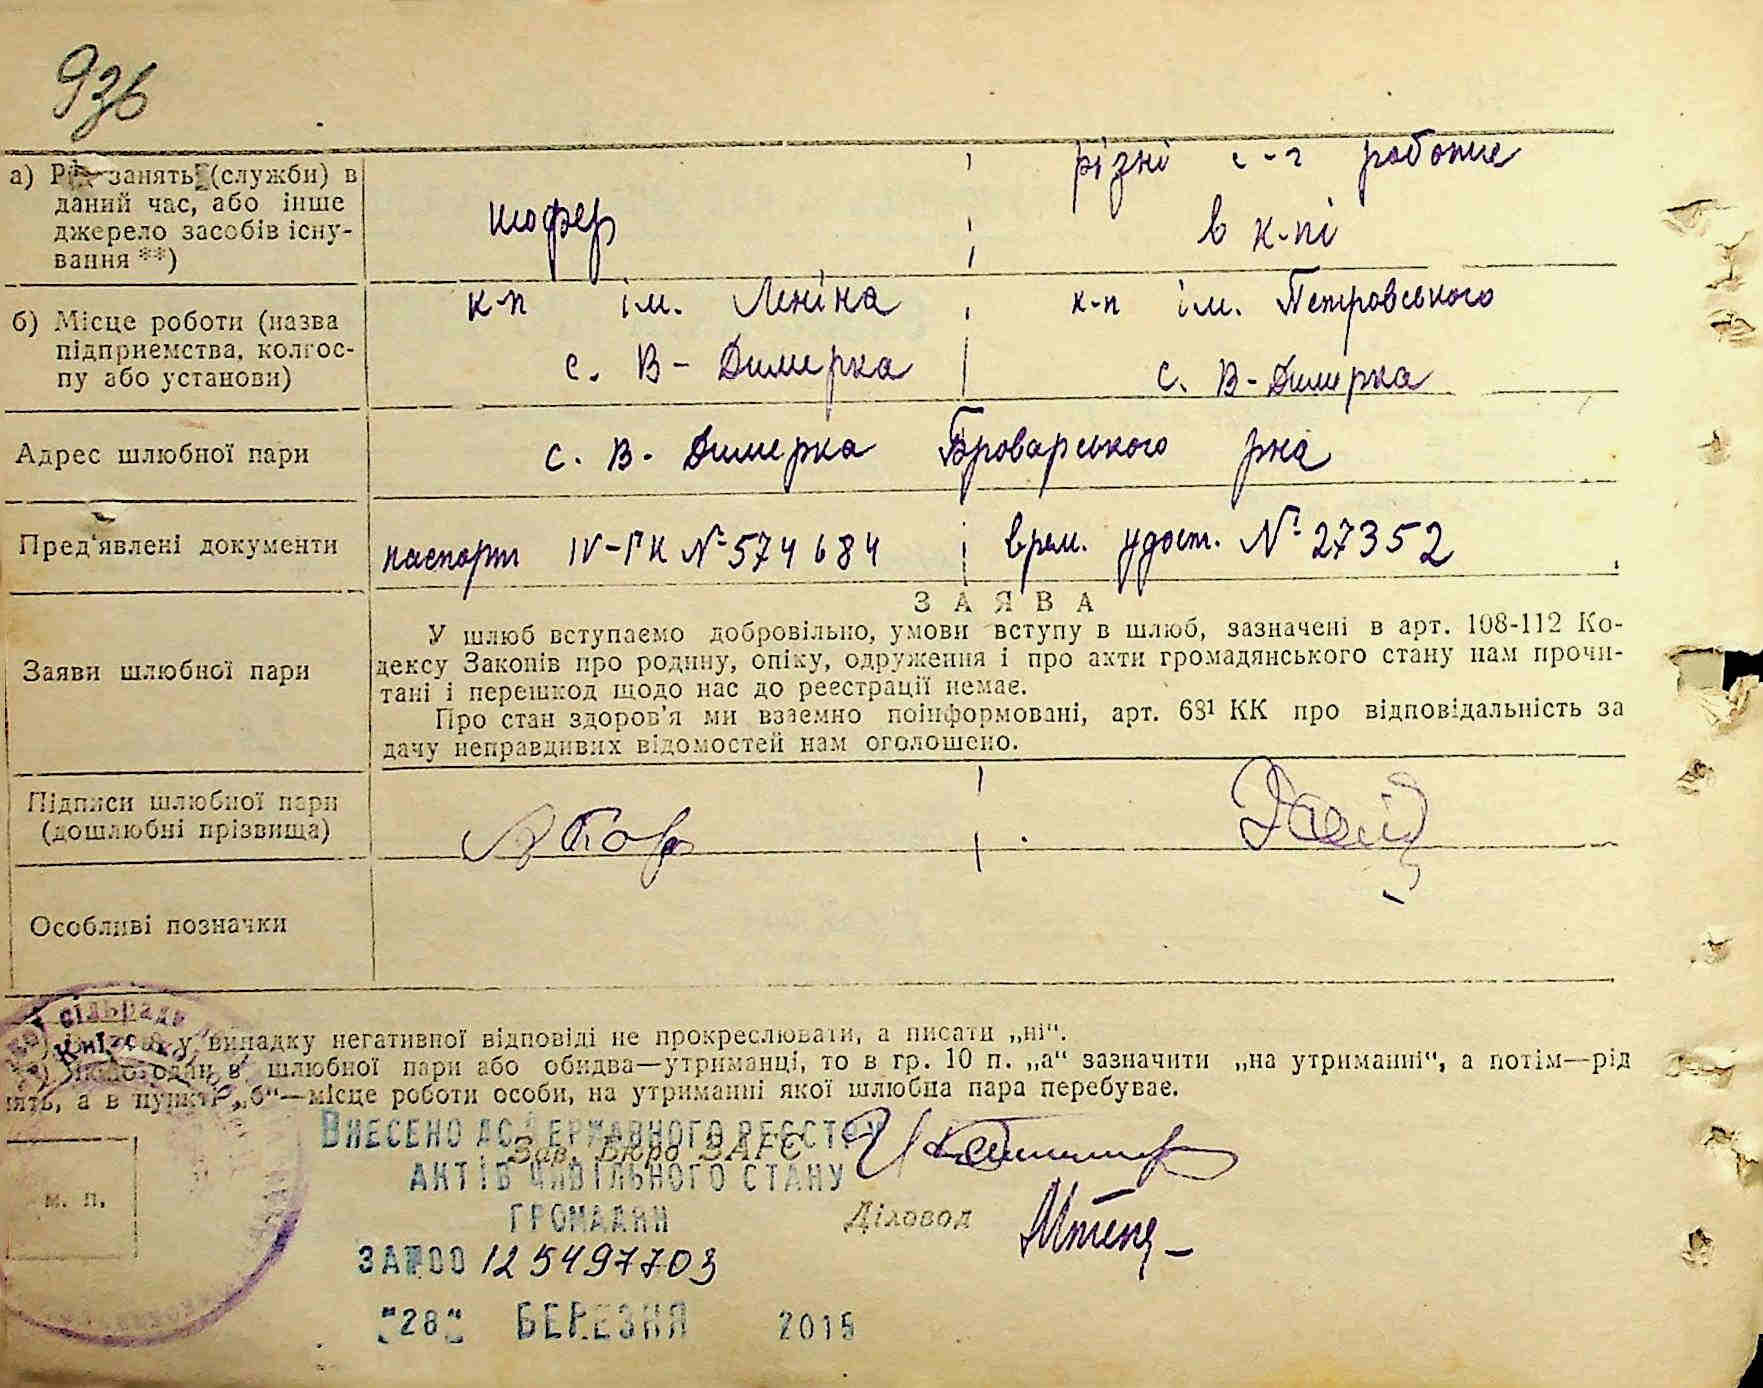 936
а) Рід занять (служби) в
даний час, або інше
джерело засобів існу-
вання **)
шофер
різні с-г роботи
в к-пі
б) Місце роботи (назва
підприємства, колгос-
пу або установи)
к-п ім. Леніна
с. В-Димерка
к-п ім. Петровського
с. В-Димерка
Адрес шлюбної пари
с. В-Димерка Броварського р-на
Пред'явлені документи
паспорт IV-ГК № 574684
врем. удост. № 27352
Заяви шлюбної пари
ЗАЯВА
У шлюб вступаємо добровільно, умови вступу в шлюб, зазначені в арт. 108-112 Ко-
дексу Законів про родину, опіку, одруження і про акти громадянського стану нам прочи-
тані і перешкод щодо нас до реєстрації немає.
Про стан здоров'я ми взаємно поінформовані, арт. 68¹ КК про відповідальність за
дачу неправдивих відомостей нам оголошено.
Підписи шлюбної пари
(дошлюбні прізвища)
Особливі позначки
сільрада
у випадку негативної відповіді не прокреслювати, а писати „ні“.
шлюбної пари або обидва—утриманці, то в гр. 10 п. „а“ зазначити „на утриманні“, а потім—рід
а в пункті „б“—місце роботи особи, на утриманні якої шлюбна пара перебуває.
Зав. Бюро ЗАГС
ВНЕСЕНО ДО ДЕРЖАВНОГО РЕЄСТРУ
АКТІВ ЦИВІЛЬНОГО СТАНУ
ГРОМАДЯН
м. п.
Діловод
ЗА №00125497703
"28" БЕРЕЗНЯ 2015